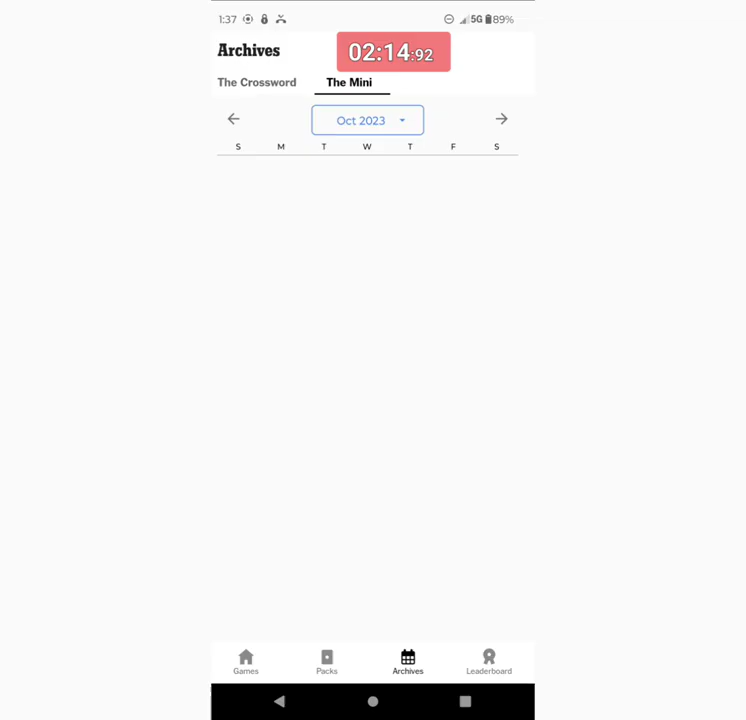 1:37 5G 89%
Archives
02:14:92
The Crossword The Mini
Oct 2023
S M T W T F S
Games Packs Archives Leaderboard